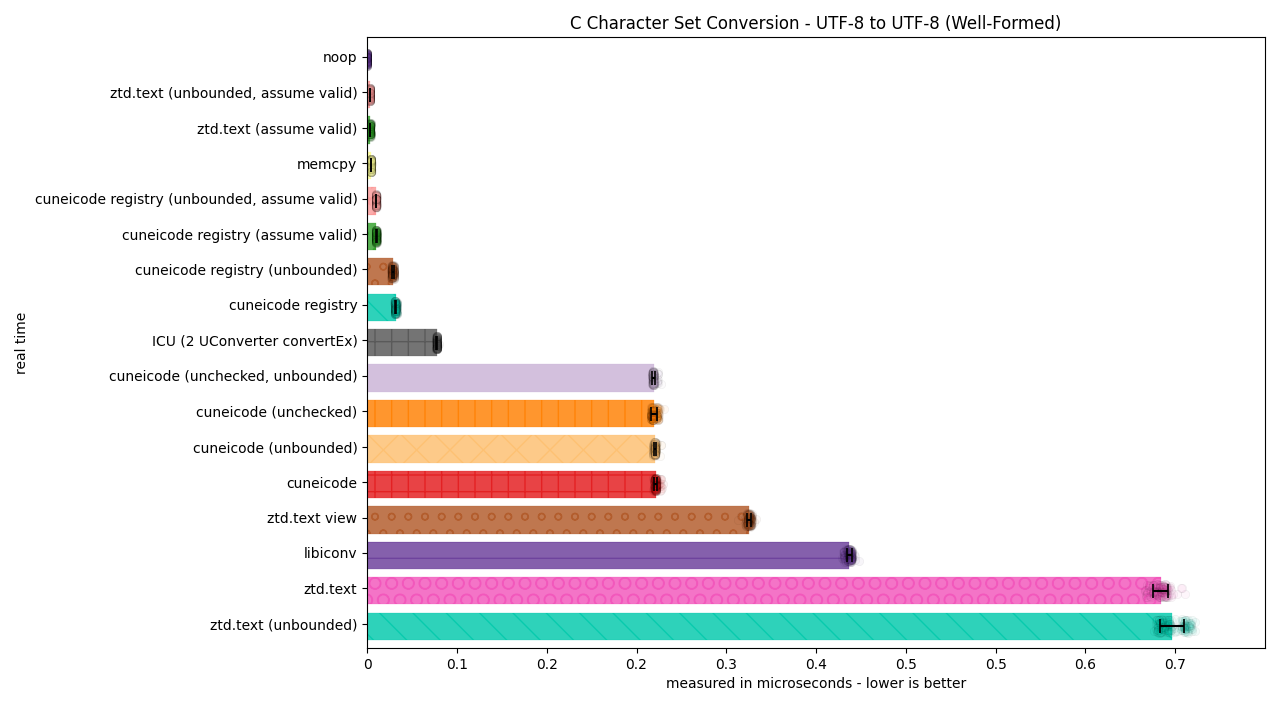 C Character Set Conversion - UTF-8 to UTF-8 (Well-Formed)
noop
ztd.text (unbounded, assume valid)
ztd.text (assume valid)
memcpy
cuneicode registry (unbounded, assume valid)
cuneicode registry (assume valid)
cuneicode registry (unbounded)
cuneicode registry
ICU (2 UConverter convertEx)
cuneicode (unchecked, unbounded)
cuneicode (unchecked)
cuneicode (unbounded)
cuneicode
ztd.text view
libiconv
ztd.text
ztd.text (unbounded)
real time
0 0.1 0.2 0.2 0.3 0.4 0.5 0.5 0.6 0.7
measured in microseconds - lower is better